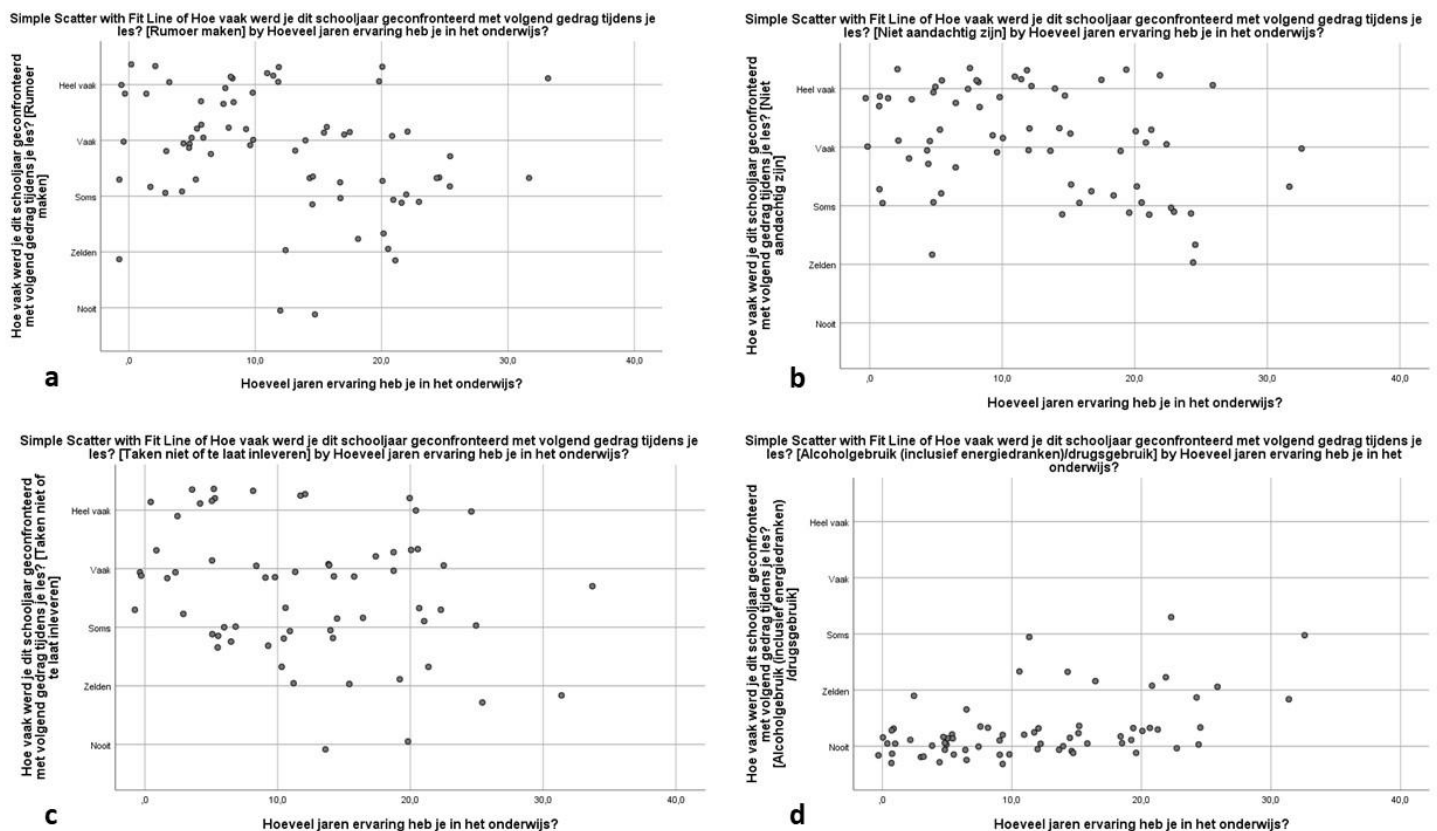 Simple Scatter with Fit Line of Hoe vaak werd je dit schooljaar geconfronteerd met volgend gedrag tijdens je
les? [Rumoer maken] by Hoeveel jaren ervaring heb je in het onderwijs?
Hoe vaak werd je dit schooljaar geconfronteerd
met volgend gedrag tijdens je les? [Rumoer
maken]
Heel vaak
Vaak
Soms
Zelden
Nooit
,0
10,0
20,0
30,0
40,0
Hoeveel jaren ervaring heb je in het onderwijs?
a
Simple Scatter with Fit Line of Hoe vaak werd je dit schooljaar geconfronteerd met volgend gedrag tijdens je
les? [Niet aandachtig zijn] by Hoeveel jaren ervaring heb je in het onderwijs?
Hoe vaak werd je dit schooljaar geconfronteerd
met volgend gedrag tijdens je les? [Niet
aandachtig zijn]
Heel vaak
Vaak
Soms
Zelden
Nooit
,0
10,0
20,0
30,0
40,0
Hoeveel jaren ervaring heb je in het onderwijs?
b
Simple Scatter with Fit Line of Hoe vaak werd je dit schooljaar geconfronteerd met volgend gedrag tijdens je
les? [Taken niet of te laat inleveren] by Hoeveel jaren ervaring heb je in het onderwijs?
Hoe vaak werd je dit schooljaar geconfronteerd
met volgend gedrag tijdens je les? [Taken niet of
te laat inleveren]
Heel vaak
Vaak
Soms
Zelden
Nooit
,0
10,0
20,0
30,0
40,0
Hoeveel jaren ervaring heb je in het onderwijs?
c
Simple Scatter with Fit Line of Hoe vaak werd je dit schooljaar geconfronteerd met volgend gedrag tijdens je
les? [Alcoholgebruik (inclusief energiedranken)/drugsgebruik] by Hoeveel jaren ervaring heb je in het
onderwijs?
Hoe vaak werd je dit schooljaar geconfronteerd
met volgend gedrag tijdens je les?
[Alcoholgebruik (inclusief energiedranken)
/drugsgebruik]
Heel vaak
Vaak
Soms
Zelden
Nooit
,0
10,0
20,0
30,0
40,0
Hoeveel jaren ervaring heb je in het onderwijs?
d